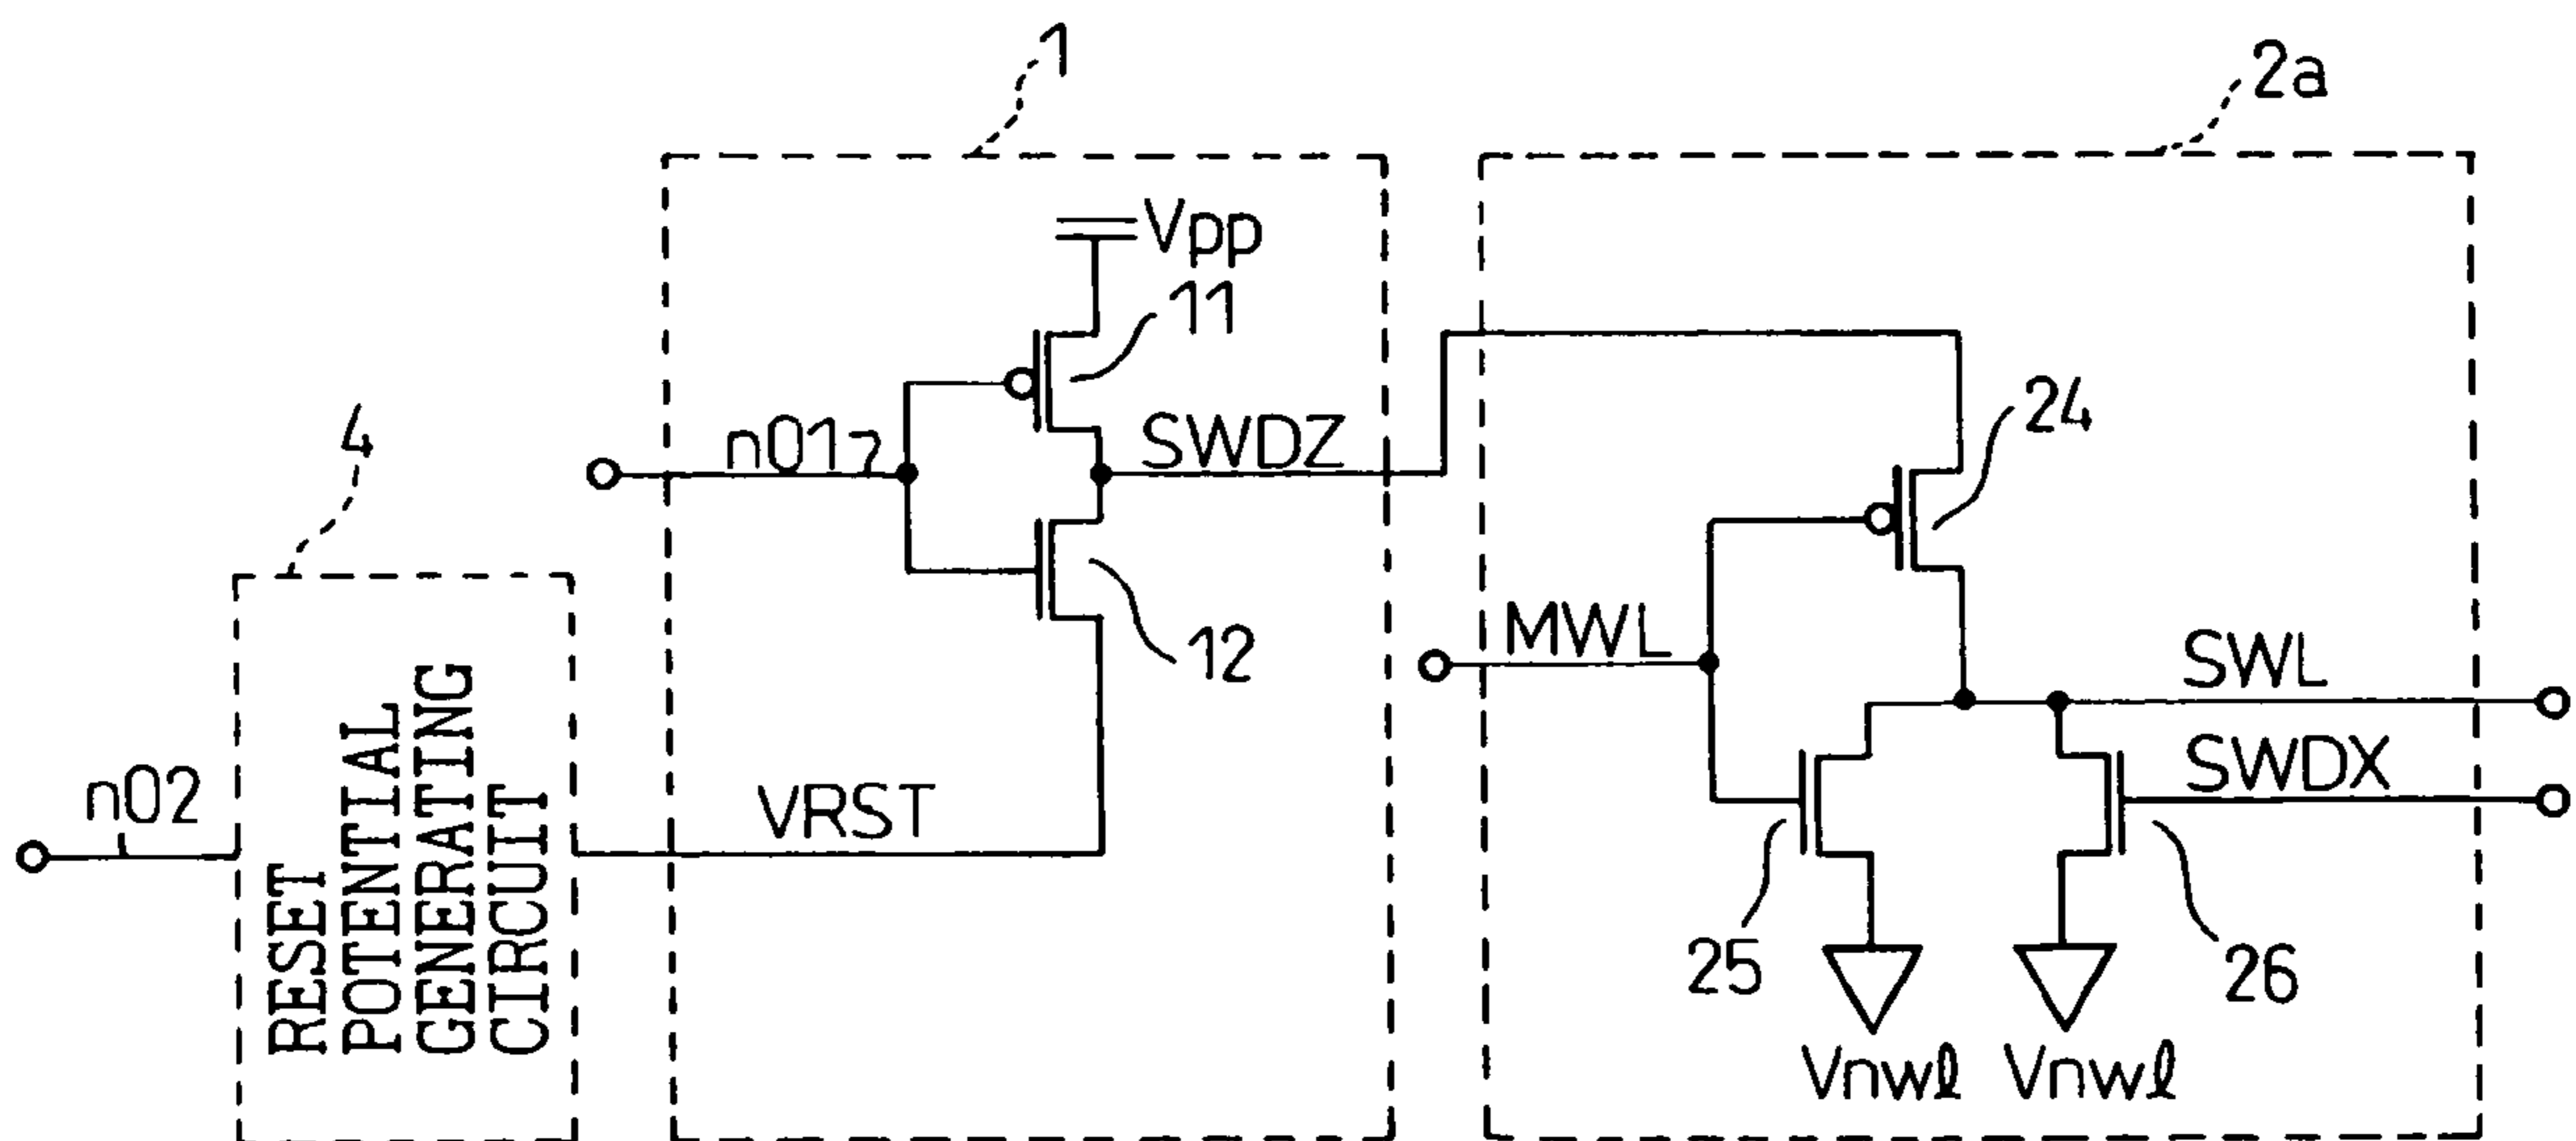 1
2a
Vpp
11
n01
SWDZ
24
4
12
MWL
SWL
n02
VRST
SWDX
RESET
POTENTIAL
GENERATING
CIRCUIT
25
26
Vnwℓ
Vnwℓ